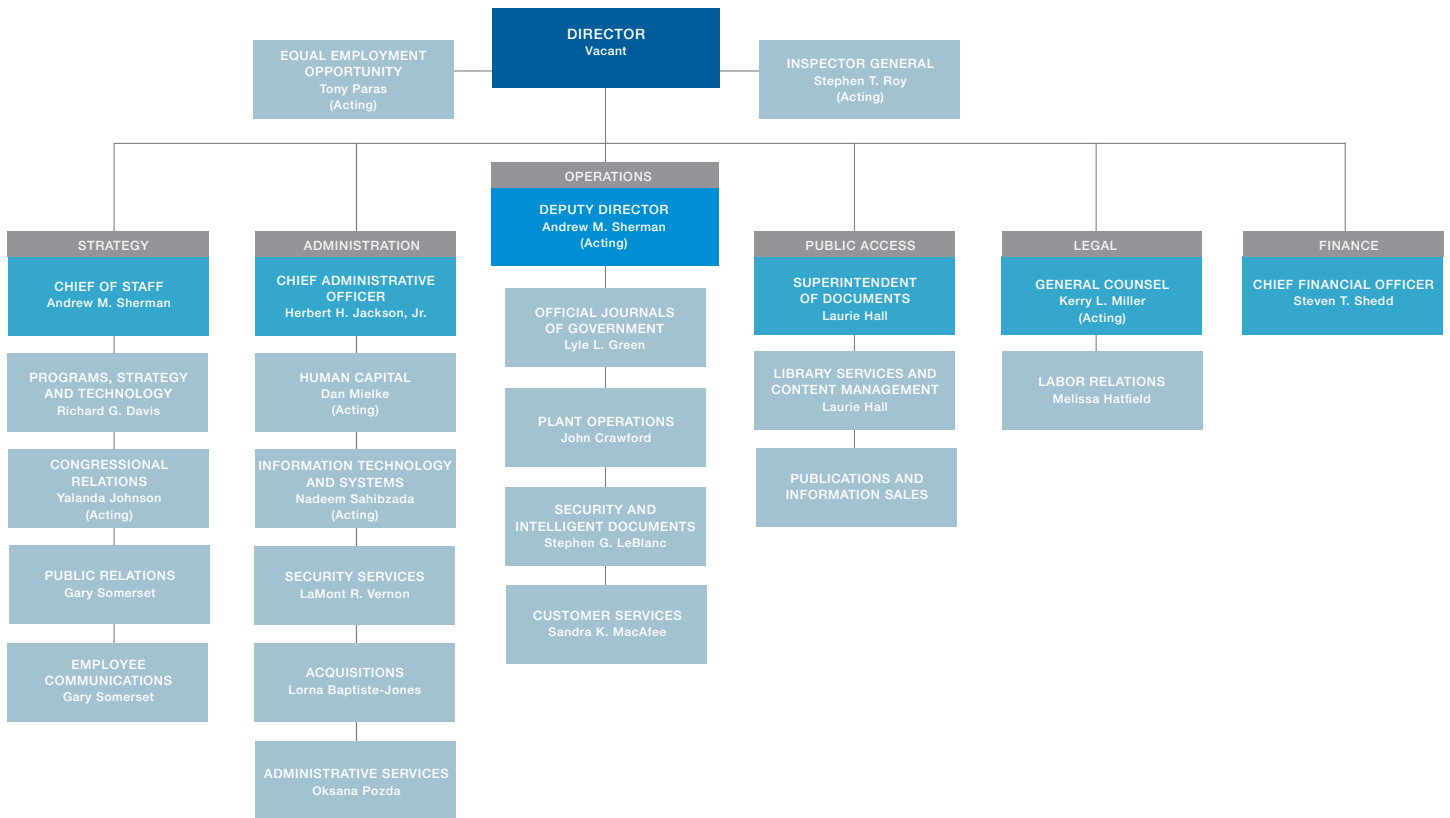 DIRECTOR
Vacant
EQUAL EMPLOYMENT
OPPORTUNITY
Tony Paras
(Acting)
INSPECTOR GENERAL
Stephen T. Roy
(Acting)
STRATEGY
CHIEF OF STAFF
Andrew M. Sherman
PROGRAMS, STRATEGY
AND TECHNOLOGY
Richard G. Davis
CONGRESSIONAL
RELATIONS
Yalanda Johnson
(Acting)
PUBLIC RELATIONS
Gary Somerset
EMPLOYEE
COMMUNICATIONS
Gary Somerset
ADMINISTRATION
CHIEF ADMINISTRATIVE
OFFICER
Herbert H. Jackson, Jr.
HUMAN CAPITAL
Dan Mielke
(Acting)
INFORMATION TECHNOLOGY
AND SYSTEMS
Nadeem Sahibzada
(Acting)
SECURITY SERVICES
LaMont R. Vernon
ACQUISITIONS
Lorna Baptiste-Jones
ADMINISTRATIVE SERVICES
Oksana Pozda
OPERATIONS
DEPUTY DIRECTOR
Andrew M. Sherman
(Acting)
OFFICIAL JOURNALS
OF GOVERNMENT
Lyle L. Green
PLANT OPERATIONS
John Crawford
SECURITY AND
INTELLIGENT DOCUMENTS
Stephen G. LeBlanc
CUSTOMER SERVICES
Sandra K. MacAfee
PUBLIC ACCESS
SUPERINTENDENT
OF DOCUMENTS
Laurie Hall
LIBRARY SERVICES AND
CONTENT MANAGEMENT
Laurie Hall
PUBLICATIONS AND
INFORMATION SALES
LEGAL
GENERAL COUNSEL
Kerry L. Miller
(Acting)
LABOR RELATIONS
Melissa Hatfield
FINANCE
CHIEF FINANCIAL OFFICER
Steven T. Shedd